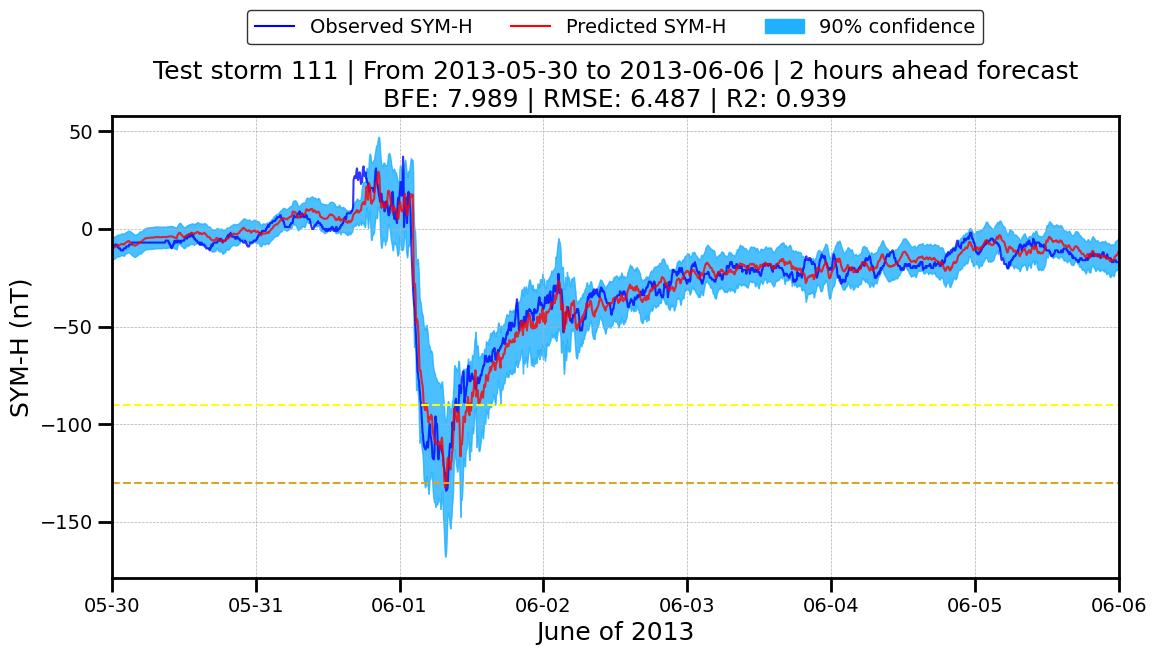 Observed SYM-H Predicted SYM-H 90% confidence
Test storm 111 | From 2013-05-30 to 2013-06-06 | 2 hours ahead forecast
BFE: 7.989 | RMSE: 6.487 | R2: 0.939
SYM-H (nT)
50
0
−50
−100
−150
05-30 05-31 06-01 06-02 06-03 06-04 06-05 06-06
June of 2013